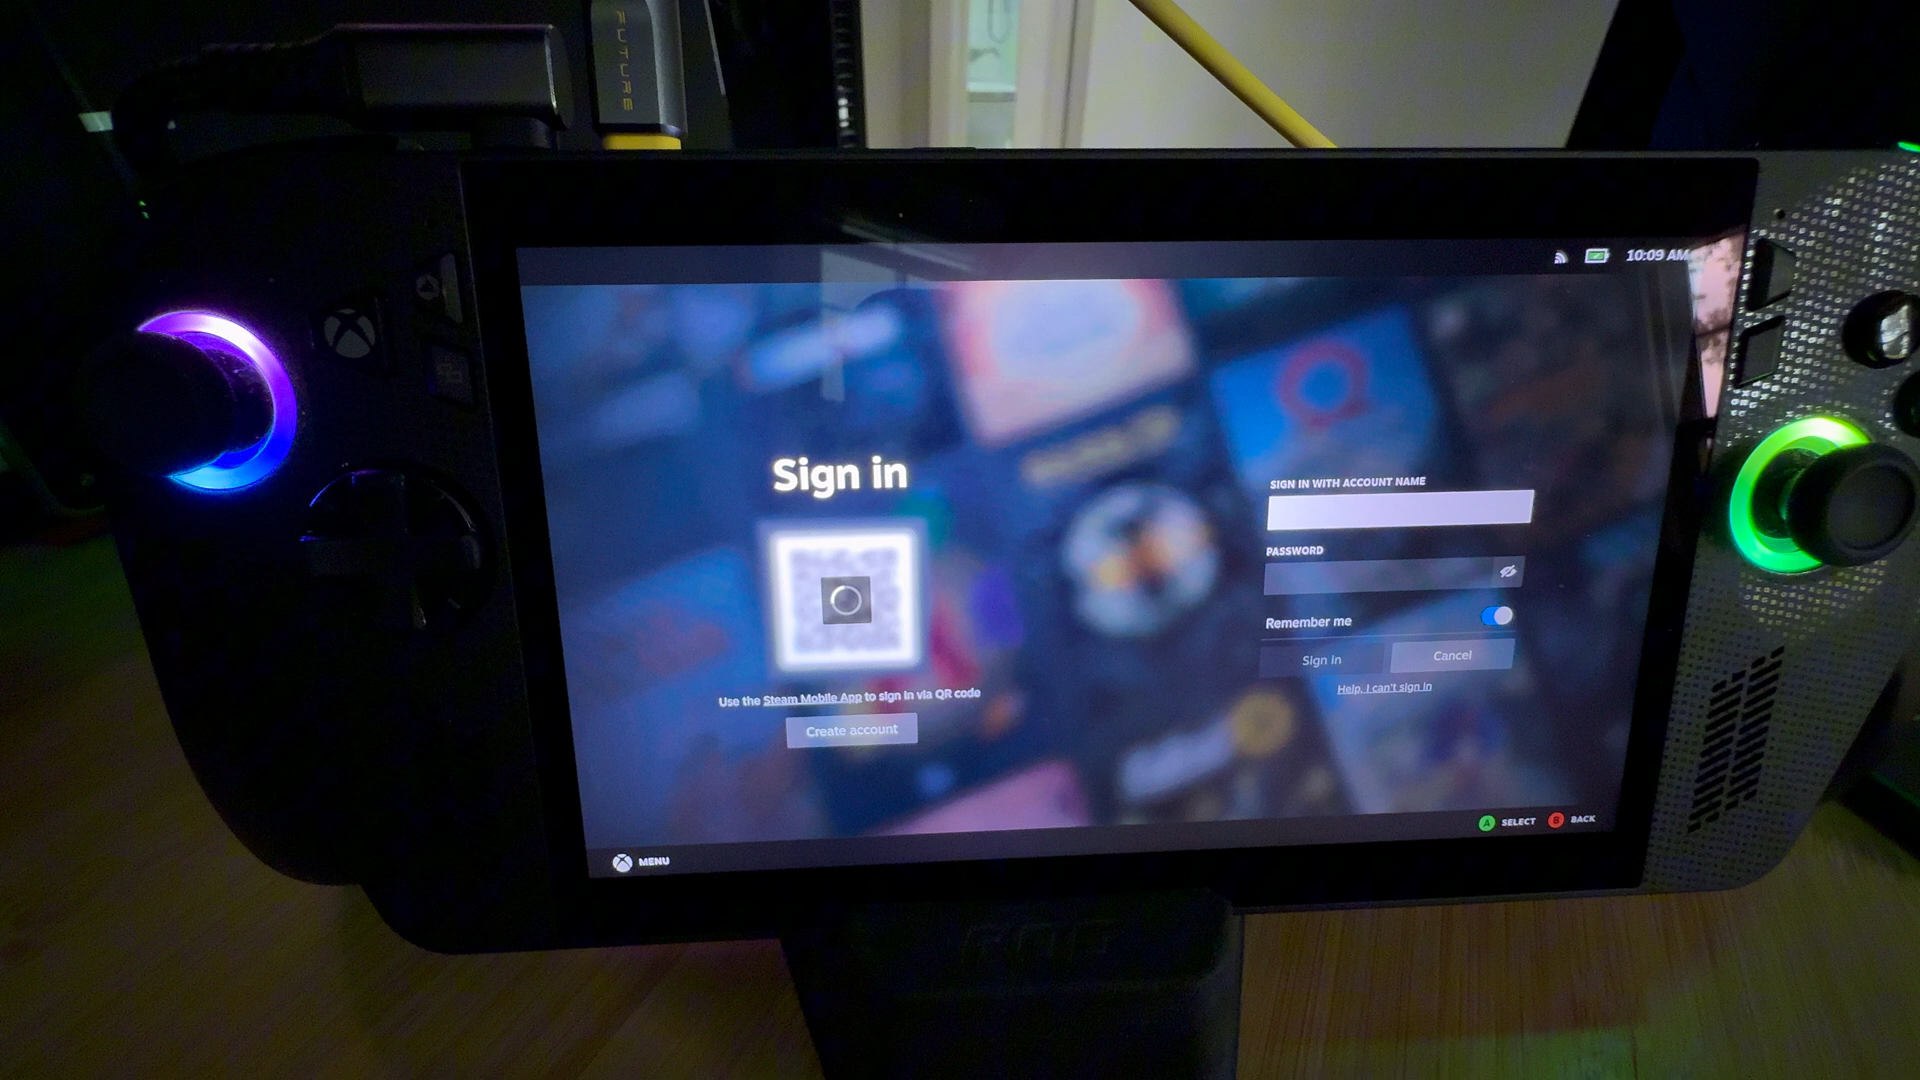 FUTURE
10:09 AM
Sign in
SIGN IN WITH ACCOUNT NAME
PASSWORD
Remember me
Sign in
Cancel
Help, I can't sign in
Use the Steam Mobile App to sign in via QR code
Create account
A SELECT B BACK
MENU